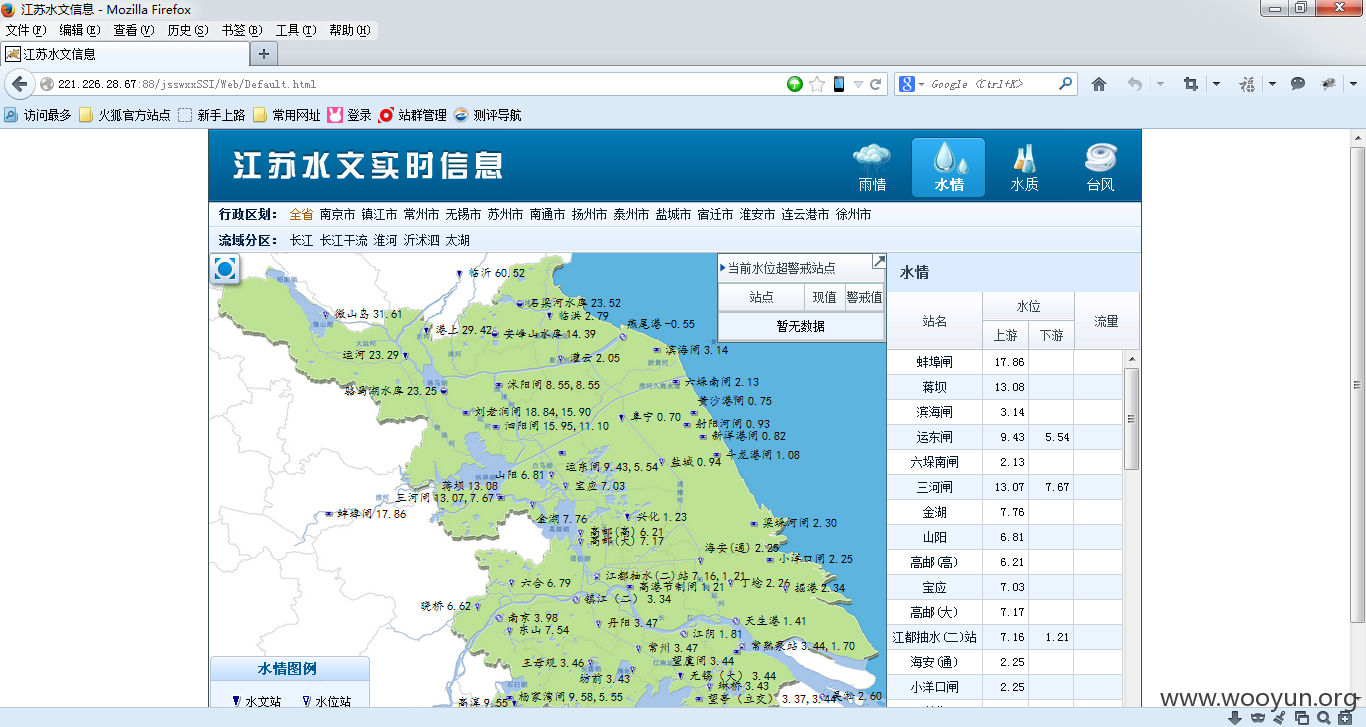 江苏水文信息 - Mozilla Firefox
文件(F) 编辑(E) 查看(V) 历史(S) 书签(B) 工具(T) 帮助(H)
江苏水文信息
221.226.28.67:88/jsswxxSSI/Web/Default.html
Google <Ctrl+K>
访问最多 火狐官方站点 新手上路 常用网址 登录 站群管理 测评导航
江苏水文实时信息
雨情 水情 水质 台风
行政区划： 全省 南京市 镇江市 常州市 无锡市 苏州市 南通市 扬州市 泰州市 盐城市 宿迁市 淮安市 连云港市 徐州市
流域分区： 长江 长江干流 淮河 沂沭泗 太湖
当前水位超警戒站点
站点 现值 警戒值
暂无数据
临沂 60.52
石梁河水库 23.52
微山岛 31.61
临洪 2.79
燕尾港 -0.55
港上 29.42
安峰山水库 14.39
滨海闸 3.14
运河 23.29
灌云 2.05
骆马湖水库 23.25
沭阳闸 8.55,8.55
六垛南闸 2.13
黄沙港闸 0.75
刘老涧闸 18.84,15.90
阜宁 0.70
射阳河闸 0.93
泗阳闸 15.95,11.10
新洋港闸 0.82
斗龙港闸 1.08
运东闸 9.43,5.54
盐城 0.94
山阳 6.81
蒋坝 13.08
宝应 7.03
三河闸 13.07,7.67
蚌埠闸 17.86
金湖 7.76
兴化 1.23
梁垛河闸 2.30
高邮(高) 6.21
高邮(大) 7.17
海安(通) 2.25
小洋口闸 2.25
六合 6.79
江都抽水(二)站 7.16,1.21
高港节制闸 1.21
丁埝 2.26
掘港 2.34
晓桥 6.62
镇江（二） 3.34
南京 3.98
东山 7.54
丹阳 3.47
天生港 1.41
江阴 1.81
常州 3.47
常熟泵站 3.44,1.70
王母观 3.46
望虞闸 3.44
坊前 3.43
无锡（大） 3.44
琳桥 3.43
杨家湾闸 9.58,5.55
高淳 9.55
望亭（立交） 3.37,3.44
吴淞 2.60
水情图例
水文站 水位站
水情
站名 水位 流量
上游 下游
蚌埠闸 17.86
蒋坝 13.08
滨海闸 3.14
运东闸 9.43 5.54
六垛南闸 2.13
三河闸 13.07 7.67
金湖 7.76
山阳 6.81
高邮(高) 6.21
宝应 7.03
高邮(大) 7.17
江都抽水(二)站 7.16 1.21
海安(通) 2.25
小洋口闸 2.25
www.wooyun.org